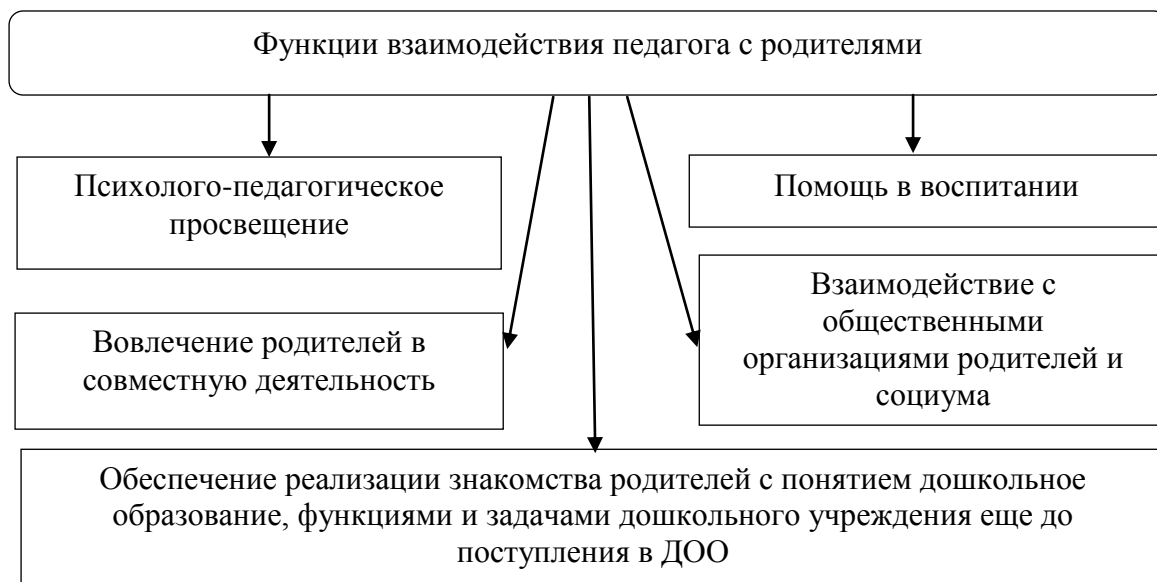 Функции взаимодействия педагога с родителями
Психолого-педагогическое
просвещение
Помощь в воспитании
Вовлечение родителей в
совместную деятельность
Взаимодействие с
общественными
организациями родителей и
социума
Обеспечение реализации знакомства родителей с понятием дошкольное
образование, функциями и задачами дошкольного учреждения еще до
поступления в ДОО